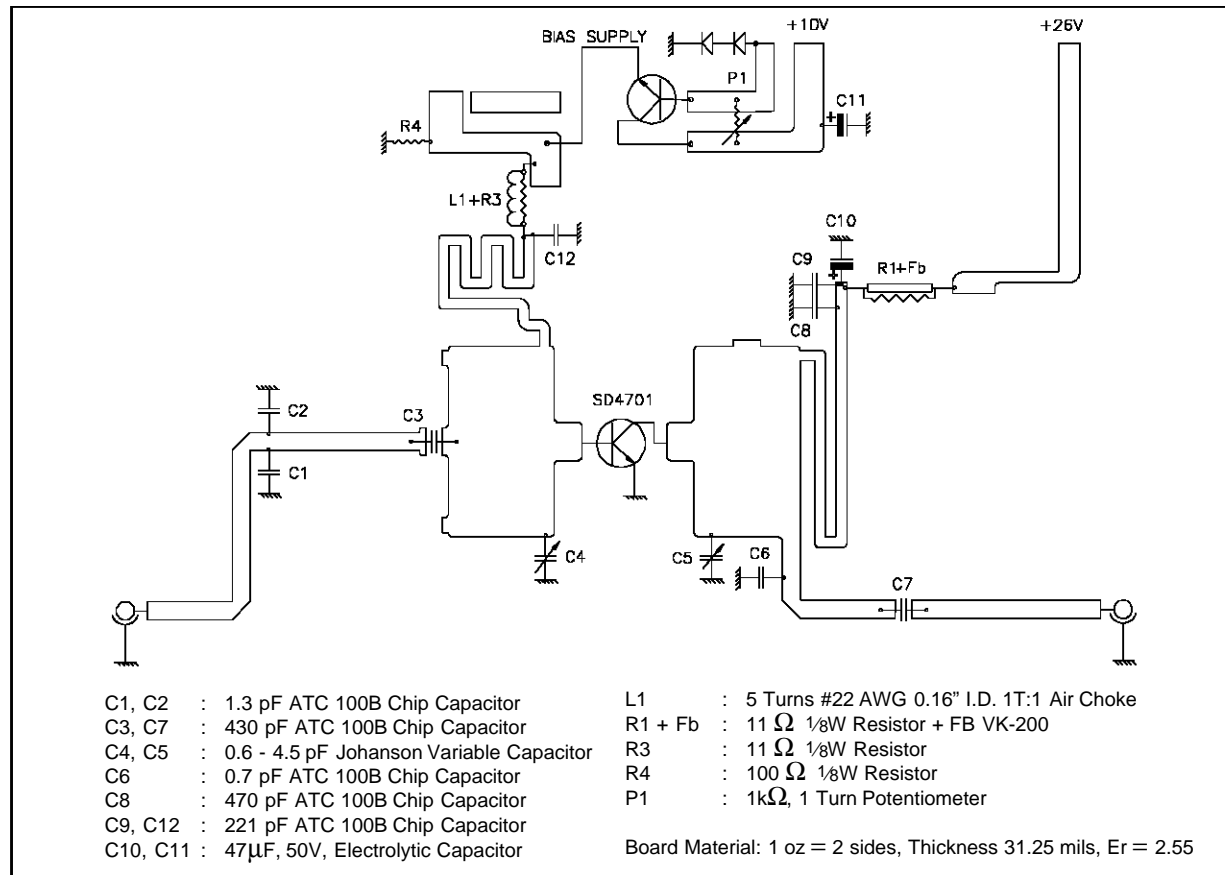 BIAS SUPPLY
+10V
+26V
P1
C11
+
R4
L1+R3
C12
C10
C9
+
R1+Fb
C8
SD4701
C2
C3
C1
C4
C5
C6
C7
C1, C2 : 1.3 pF ATC 100B Chip Capacitor
C3, C7 : 430 pF ATC 100B Chip Capacitor
C4, C5 : 0.6 - 4.5 pF Johanson Variable Capacitor
C6 : 0.7 pF ATC 100B Chip Capacitor
C8 : 470 pF ATC 100B Chip Capacitor
C9, C12 : 221 pF ATC 100B Chip Capacitor
C10, C11 : 47µF, 50V, Electrolytic Capacitor
L1 : 5 Turns #22 AWG 0.16" I.D. 1T:1 Air Choke
R1 + Fb : 11 Ω ⅛W Resistor + FB VK-200
R3 : 11 Ω ⅛W Resistor
R4 : 100 Ω ⅛W Resistor
P1 : 1kΩ, 1 Turn Potentiometer
Board Material: 1 oz = 2 sides, Thickness 31.25 mils, Er = 2.55